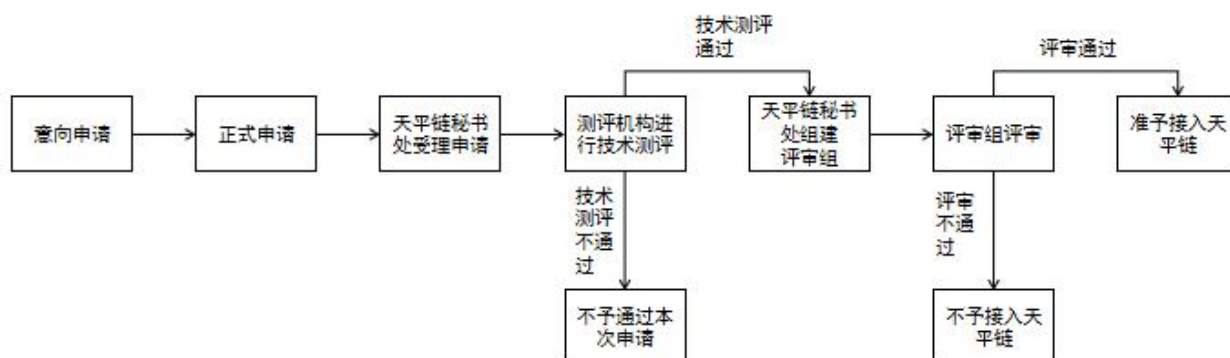 意向申请
正式申请
天平链秘书
处受理申请
测评机构进
行技术测评
技术测评
通过
天平链秘书
处组建
评审组
评审组评审
评审通过
准予接入天
平链
技术
测评
不通
过
不予通过本
次申请
评审
不通
过
不予接入天
平链